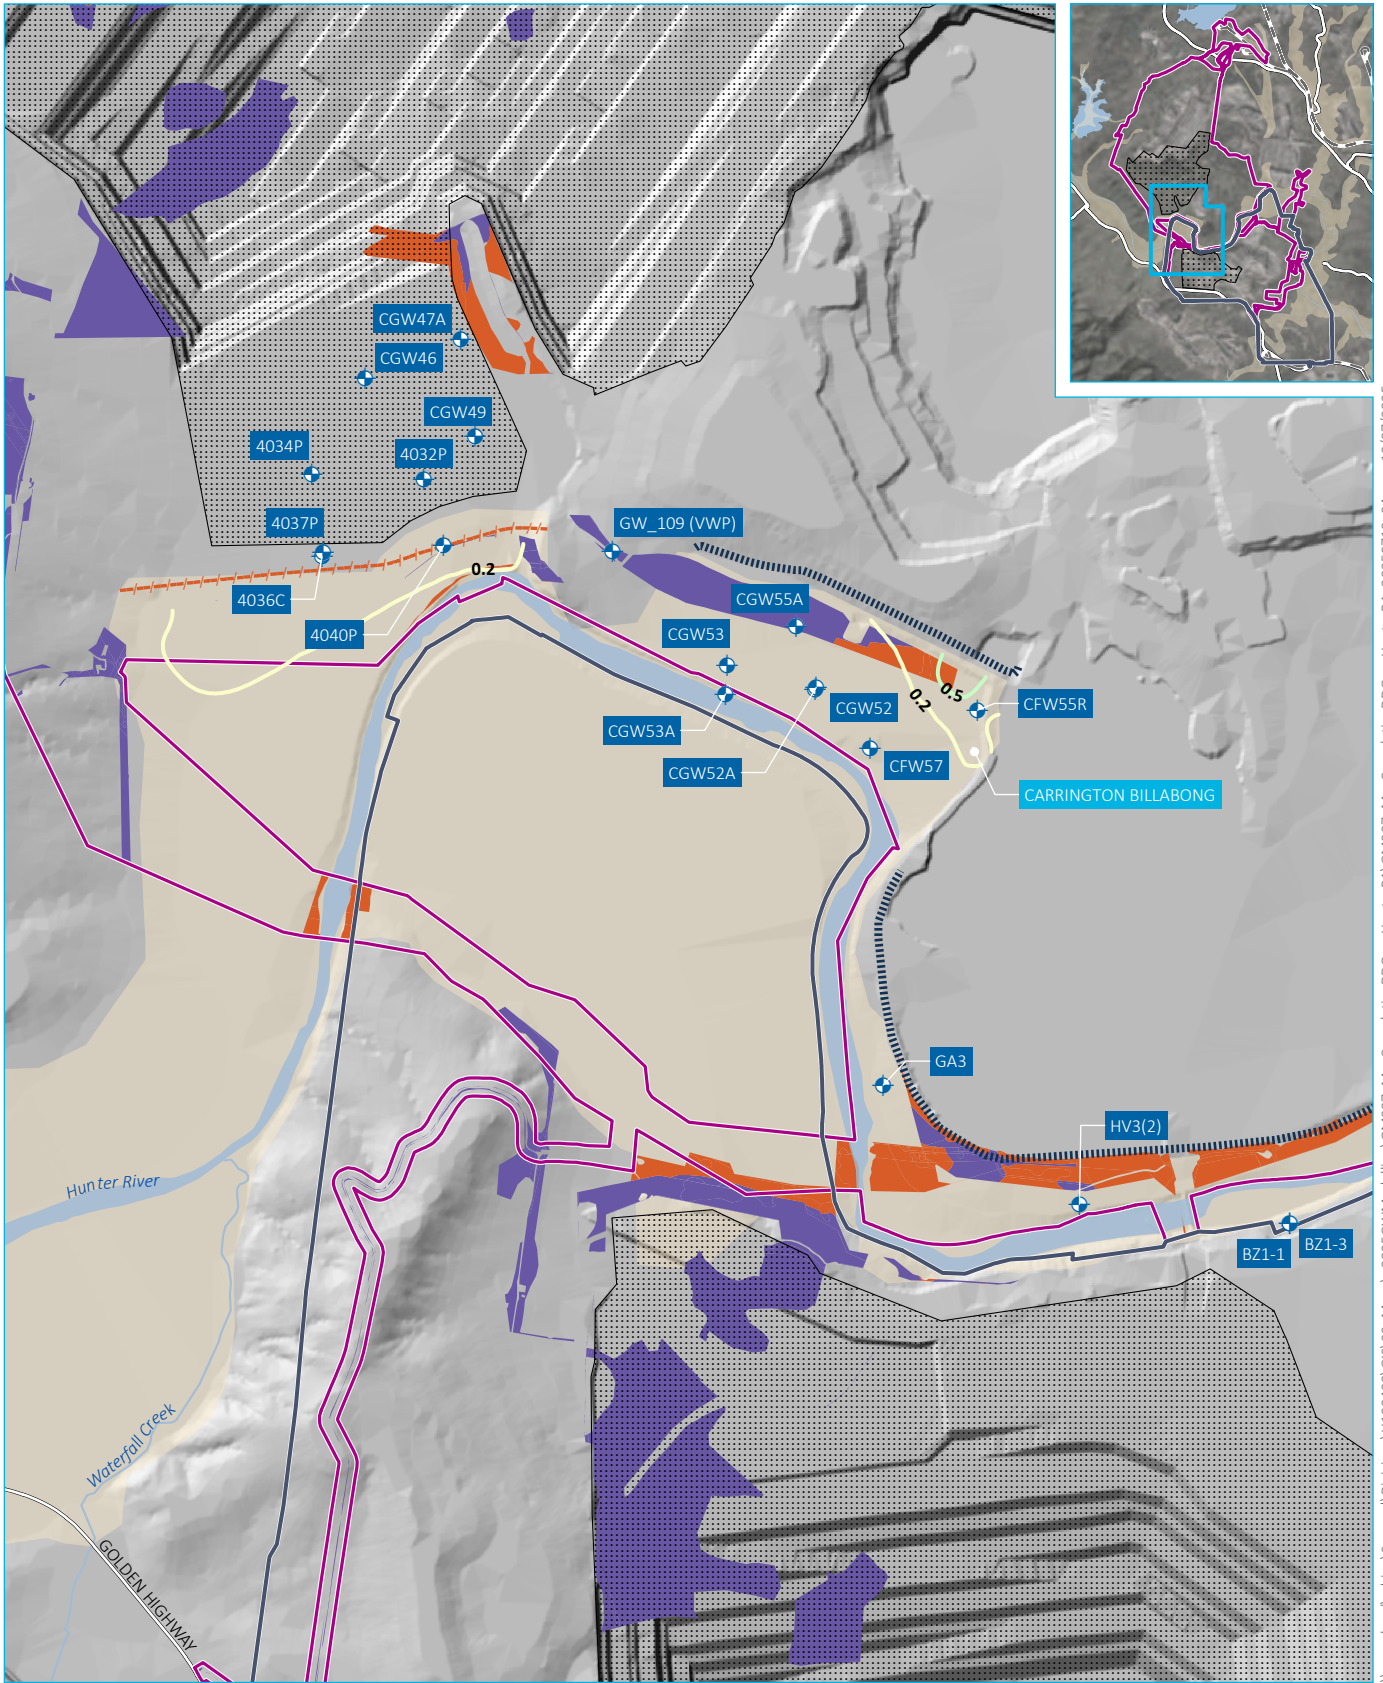 CGW47A
CGW46
CGW49
4034P
4032P
4037P
GW_109 (VWP)
0.2
4036C
CGW55A
4040P
CGW53
0.5
0.2
CGW52
CFW55R
CGW53A
CGW52A
CFW57
CARRINGTON BILLABONG
GA3
HV3(2)
Hunter River
BZ1-3
BZ1-1
Waterfall Creek
GOLDEN HIGHWAY